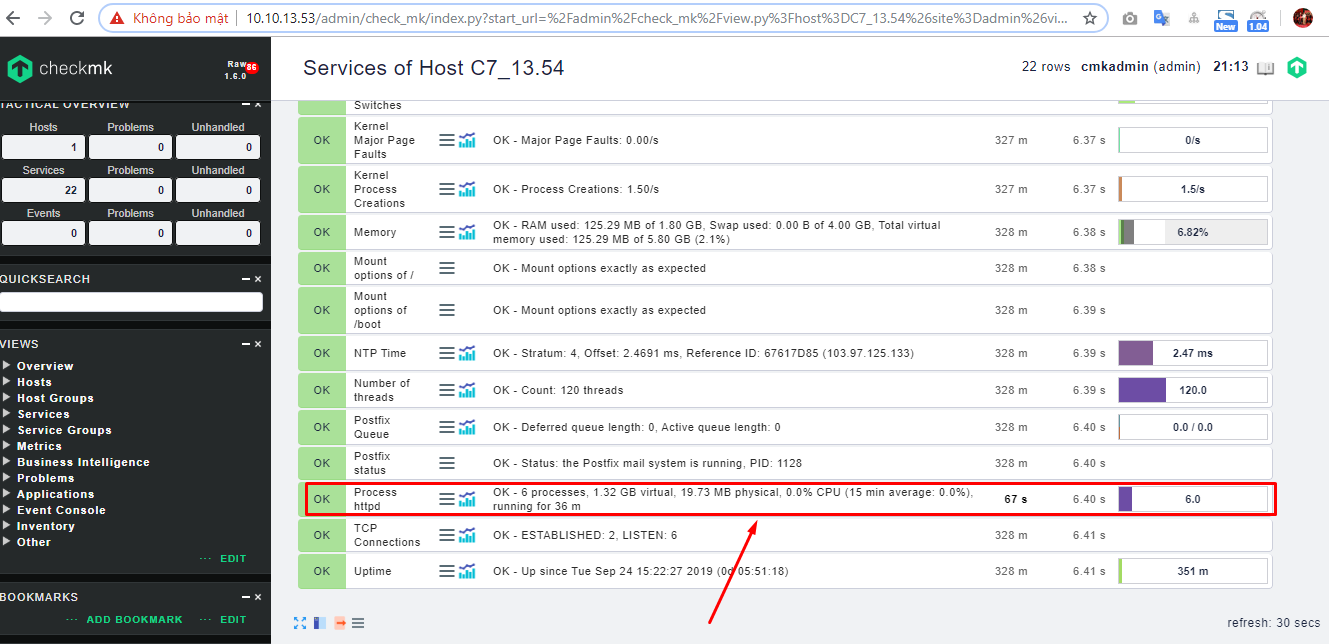 Không bảo mật | 10.10.13.53/admin/check_mk/index.py?start_url=%2Fadmin%2Fcheck_mk%2Fview.py%3Fhost%3DC7_13.54%26site%3Dadmin%26vi...
New 1.04
checkmk
Raw 86
1.6.0
Services of Host C7_13.54
22 rows cmkadmin (admin) 21:13
TACTICAL OVERVIEW
Hosts Problems Unhandled
1 0 0
Services Problems Unhandled
22 0 0
Events Problems Unhandled
0 0 0
QUICKSEARCH
VIEWS
Overview
Hosts
Host Groups
Services
Service Groups
Metrics
Business Intelligence
Problems
Applications
Event Console
Inventory
Other
EDIT
BOOKMARKS
ADD BOOKMARK EDIT
Switches
OK Kernel Major Page Faults OK - Major Page Faults: 0.00/s 327 m 6.37 s 0/s
OK Kernel Process Creations OK - Process Creations: 1.50/s 327 m 6.37 s 1.5/s
OK Memory OK - RAM used: 125.29 MB of 1.80 GB, Swap used: 0.00 B of 4.00 GB, Total virtual memory used: 125.29 MB of 5.80 GB (2.1%) 328 m 6.38 s 6.82%
OK Mount options of / OK - Mount options exactly as expected 328 m 6.38 s
OK Mount options of /boot OK - Mount options exactly as expected 328 m 6.39 s
OK NTP Time OK - Stratum: 4, Offset: 2.4691 ms, Reference ID: 67617D85 (103.97.125.133) 328 m 6.39 s 2.47 ms
OK Number of threads OK - Count: 120 threads 328 m 6.39 s 120.0
OK Postfix Queue OK - Deferred queue length: 0, Active queue length: 0 328 m 6.40 s 0.0 / 0.0
OK Postfix status OK - Status: the Postfix mail system is running, PID: 1128 328 m 6.40 s
OK Process httpd OK - 6 processes, 1.32 GB virtual, 19.73 MB physical, 0.0% CPU (15 min average: 0.0%), running for 36 m 67 s 6.40 s 6.0
OK TCP Connections OK - ESTABLISHED: 2, LISTEN: 6 328 m 6.41 s
OK Uptime OK - Up since Tue Sep 24 15:22:27 2019 (0d 05:51:18) 328 m 6.41 s 351 m
refresh: 30 secs